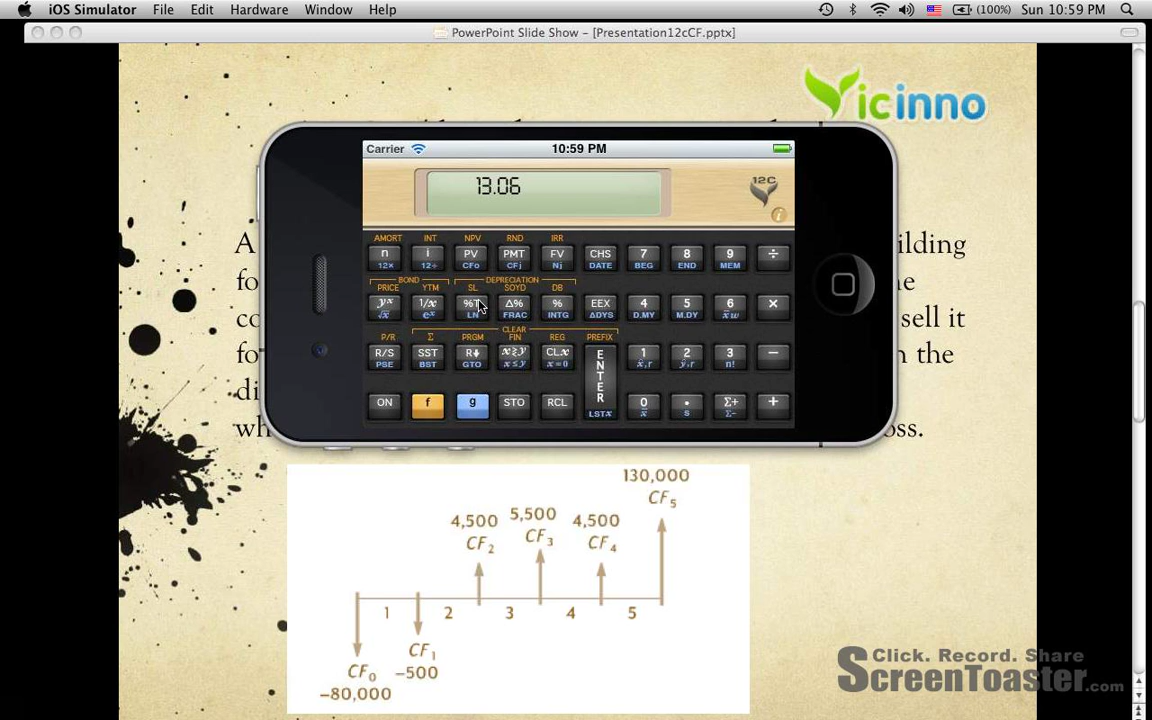 iOS Simulator File Edit Hardware Window Help (100%) Sun 10:59 PM
PowerPoint Slide Show - [Presentation12cCF.pptx]
icinno
Carrier 10:59 PM
13.06
12C
i
AMORT INT NPV RND IRR
n i PV PMT FV CHS 7 8 9 ÷
12× 12÷ CFo CFj Nj DATE BEG END MEM
BOND DEPRECIATION
PRICE YTM SL SOYD DB
yˣ 1/x %T Δ% % EEX 4 5 6 ×
√x eˣ LN FRAC INTG ΔDYS D.MY M.DY x̄w
CLEAR
P/R Σ PRGM FIN REG PREFIX
R/S SST R↓ x≷y CLx ENTER 1 2 3 −
PSE BST GTO x≤y x=0 x̂,r ŷ,r n!
ON f g STO RCL 0 • Σ+ +
LSTx x̄ s Σ−
A ilding
fo he
co sell it
fo n the
di
wh oss.
130,000
CF₅
4,500 5,500 4,500
CF₂ CF₃ CF₄
1 2 3 4 5
CF₁
CF₀ −500
−80,000
Click. Record. Share
ScreenToaster.com